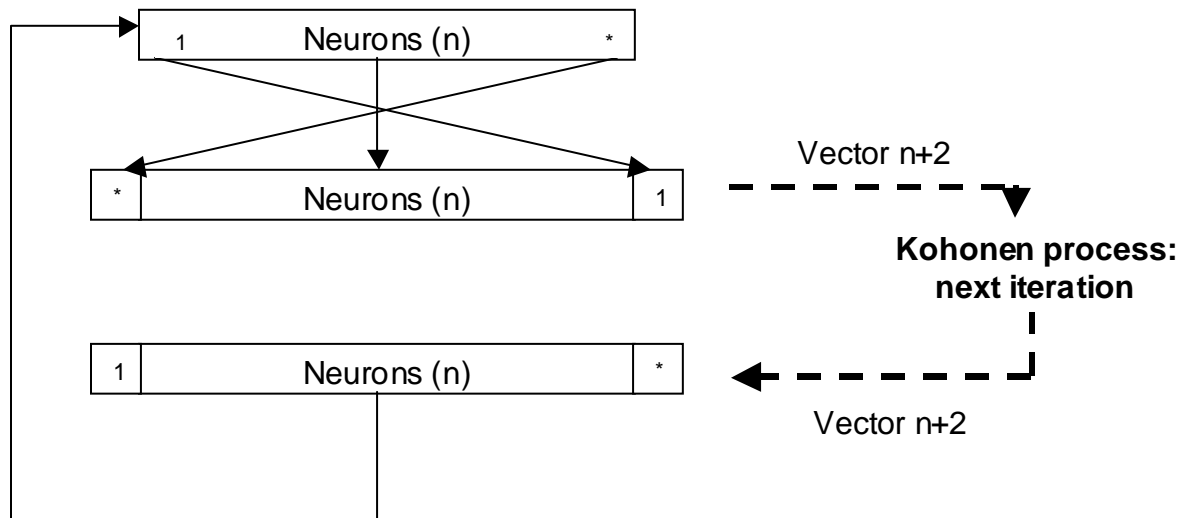 1 Neurons (n) *
Vector n+2
* Neurons (n) 1
Kohonen process:
next iteration
1 Neurons (n) *
Vector n+2